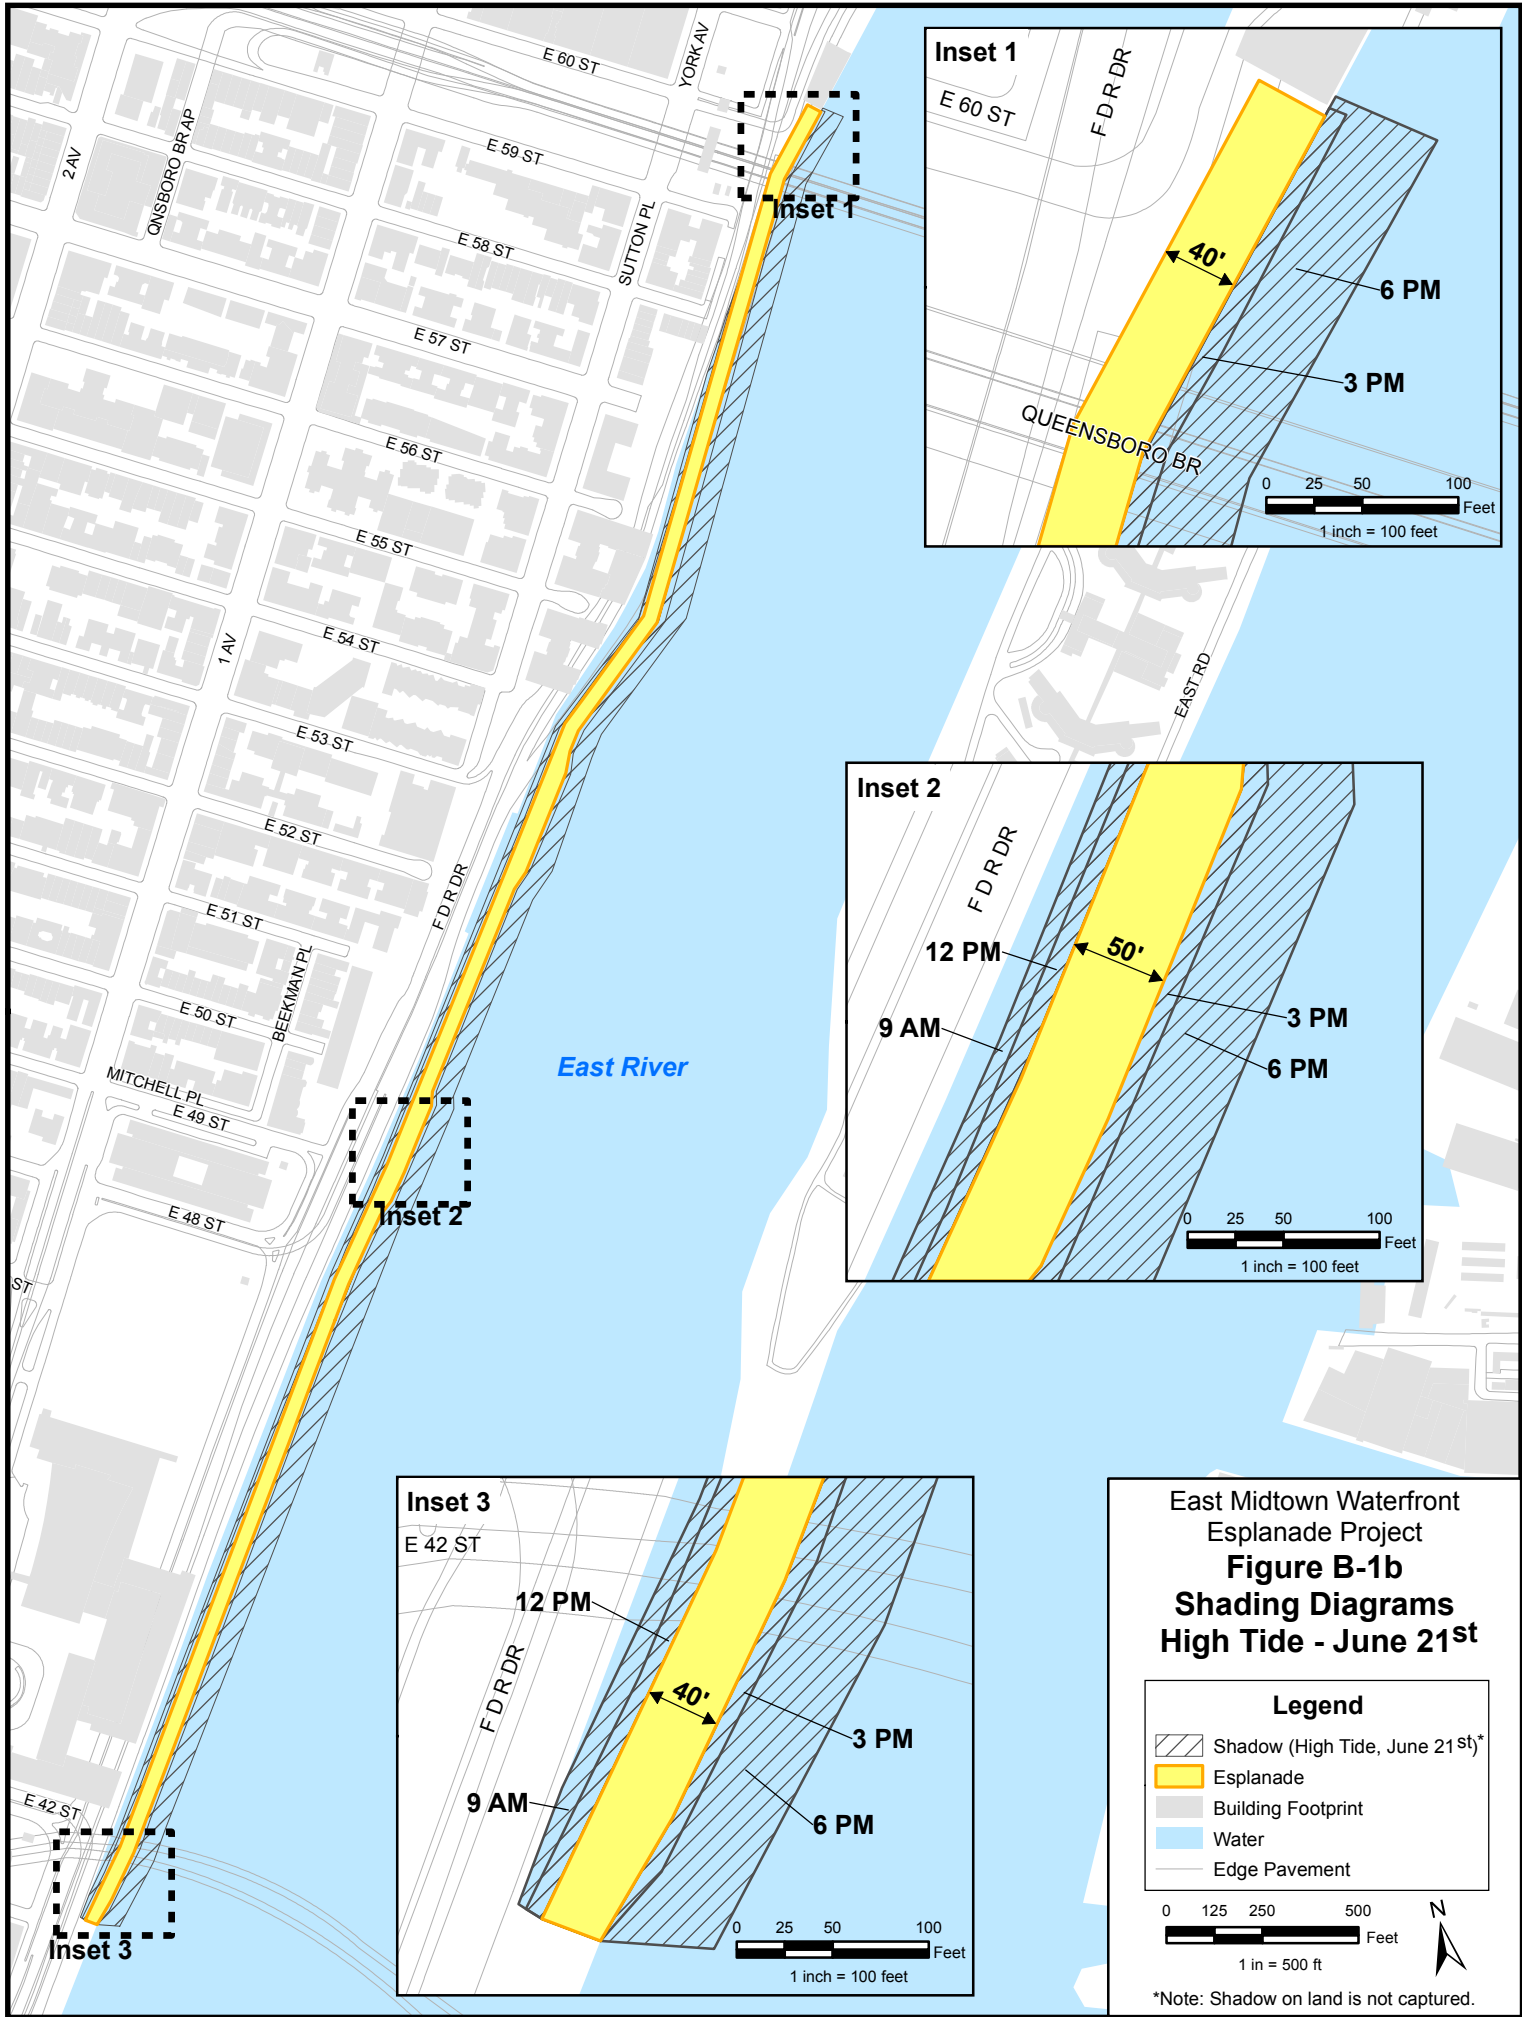 E 60 ST
YORK AV
2 AV
QNSBORO BR AP
E 59 ST
SUTTON PL
E 58 ST
E 57 ST
E 56 ST
E 55 ST
E 54 ST
1 AV
E 53 ST
E 52 ST
F D R DR
E 51 ST
BEEKMAN PL
E 50 ST
MITCHELL PL
E 49 ST
E 48 ST
ST
E 42 ST
Inset 1
Inset 2
Inset 3
East River
EAST RD
Inset 1
E 60 ST
F D R DR
40'
6 PM
3 PM
QUEENSBORO BR
0 25 50 100
Feet
1 inch = 100 feet
Inset 2
F D R DR
12 PM
50'
9 AM
3 PM
6 PM
0 25 50 100
Feet
1 inch = 100 feet
Inset 3
E 42 ST
12 PM
F D R DR
40'
3 PM
9 AM
6 PM
0 25 50 100
Feet
1 inch = 100 feet
East Midtown Waterfront
Esplanade Project
Figure B-1b
Shading Diagrams
High Tide - June 21st
Legend
Shadow (High Tide, June 21st)*
Esplanade
Building Footprint
Water
Edge Pavement
0 125 250 500
Feet
1 in = 500 ft
N
*Note: Shadow on land is not captured.